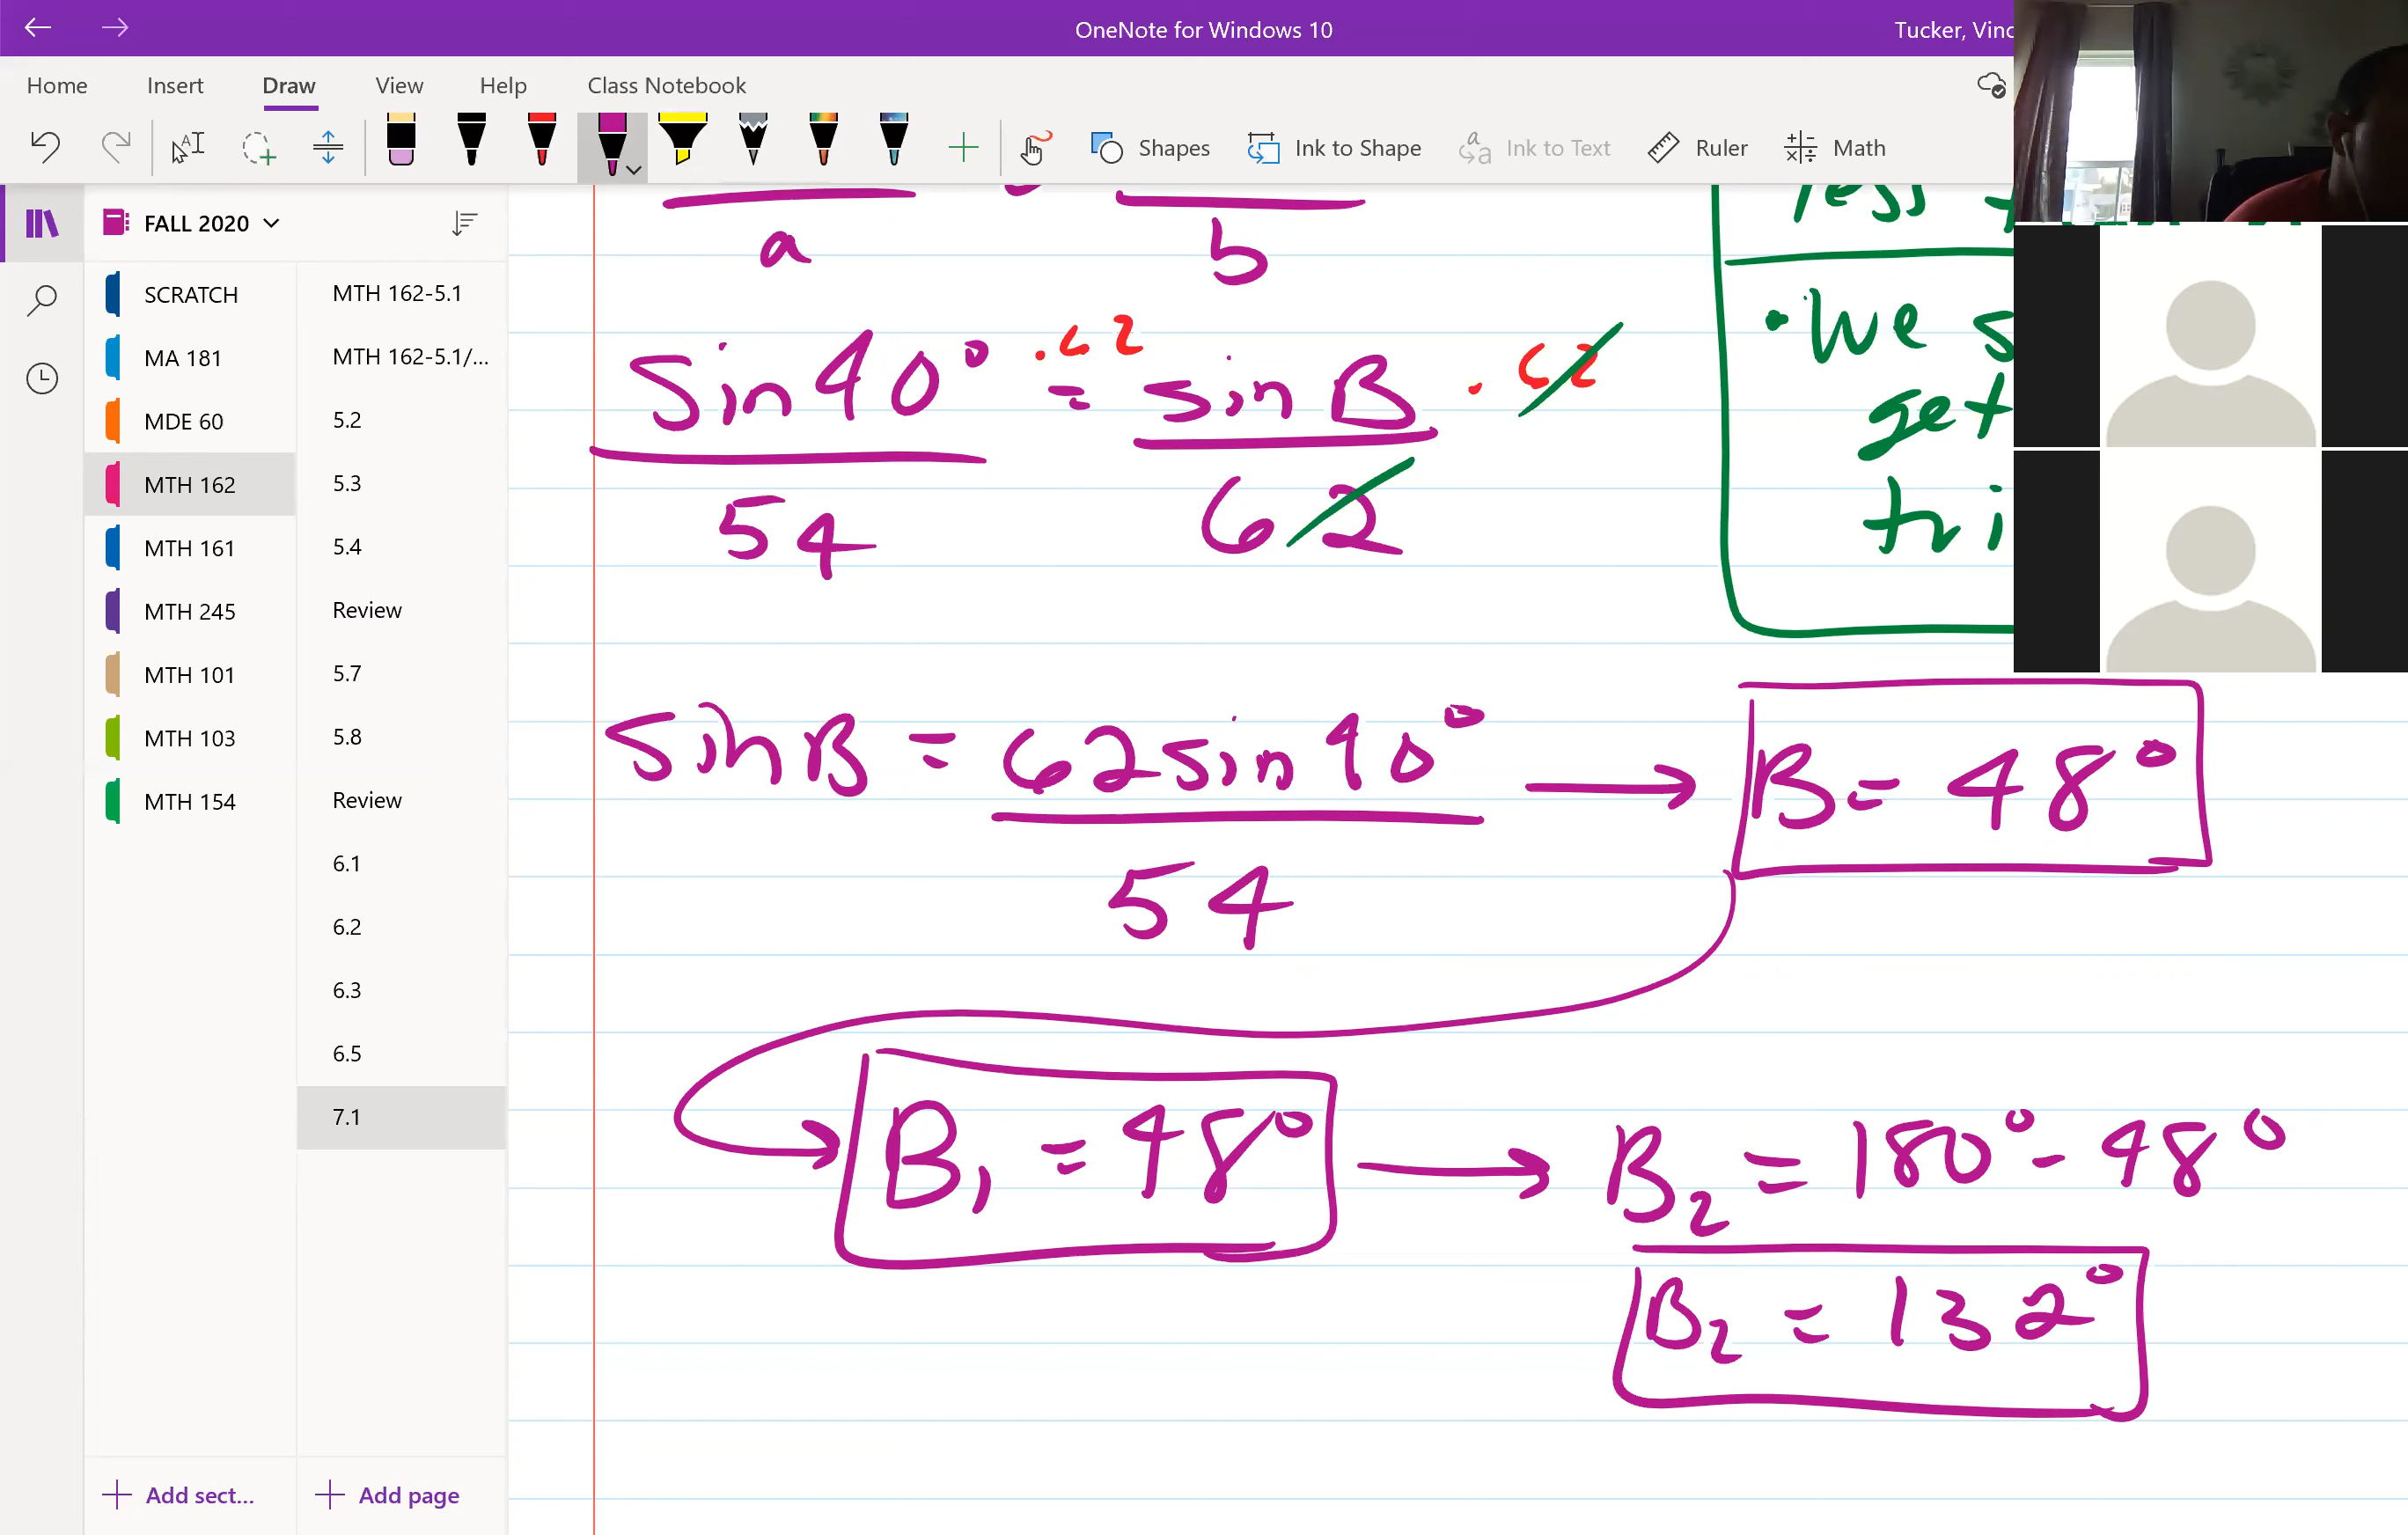 OneNote for Windows 10
Tucker, Vinc
Home Insert Draw View Help Class Notebook
Shapes Ink to Shape Ink to Text Ruler Math
FALL 2020
SCRATCH
MA 181
MDE 60
MTH 162
MTH 161
MTH 245
MTH 101
MTH 103
MTH 154
Add sect...
MTH 162-5.1
MTH 162-5.1/...
5.2
5.3
5.4
Review
5.7
5.8
Review
6.1
6.2
6.3
6.5
7.1
Add page
a b
sin 40° · 62 = sin B · 62
54 62
sin B = 62 sin 40° → B = 48°
54
B₁ = 48° → B₂ = 180° - 48°
B₂ = 132°
less
· We s
get
tri